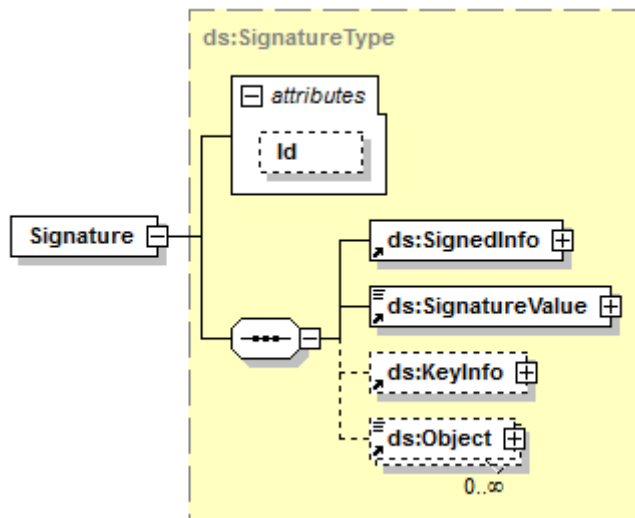 ds:SignatureType
attributes
Id
Signature
ds:SignedInfo
ds:SignatureValue
ds:KeyInfo
ds:Object
0..∞